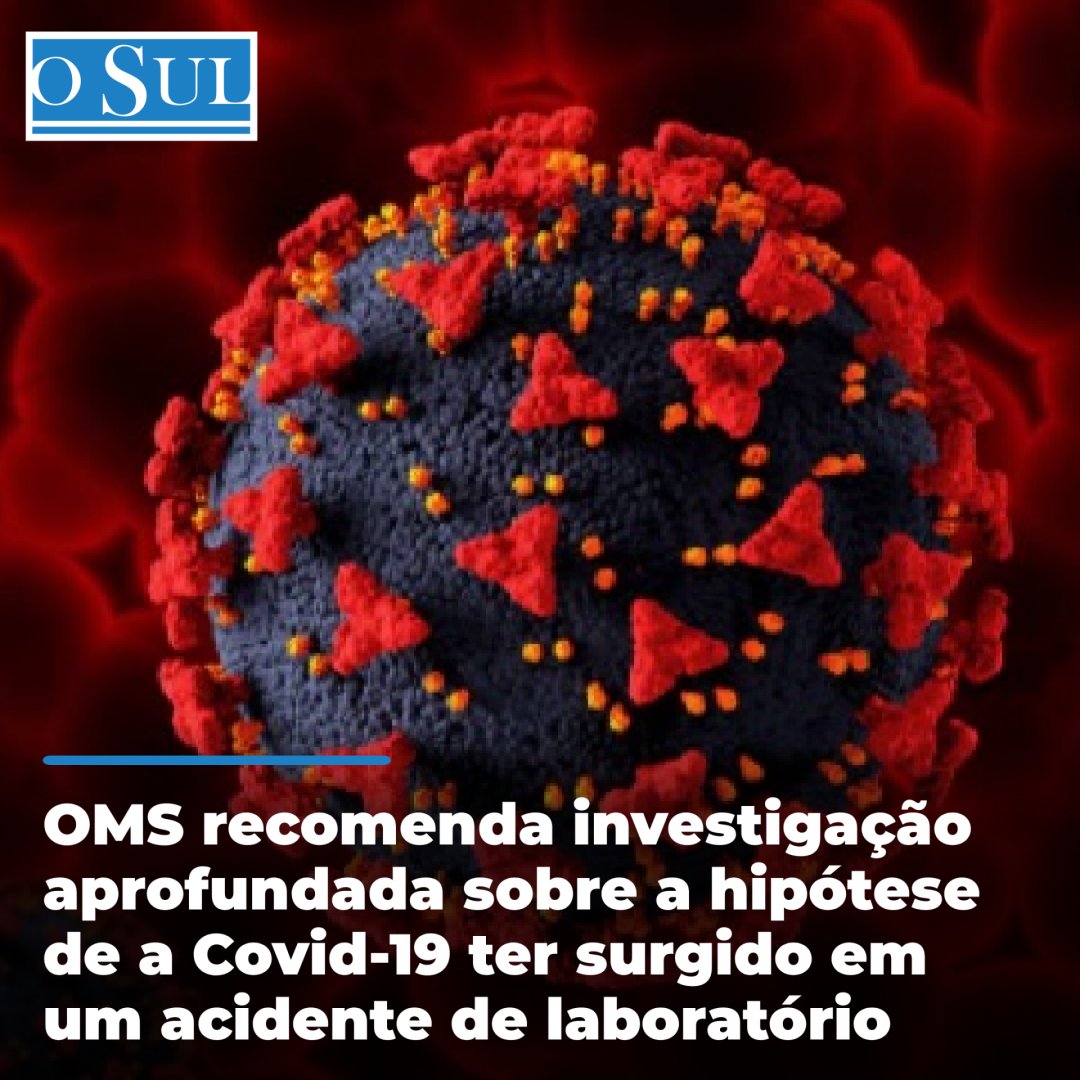 O SUL
OMS recomenda investigação
aprofundada sobre a hipótese
de a Covid-19 ter surgido em
um acidente de laboratório